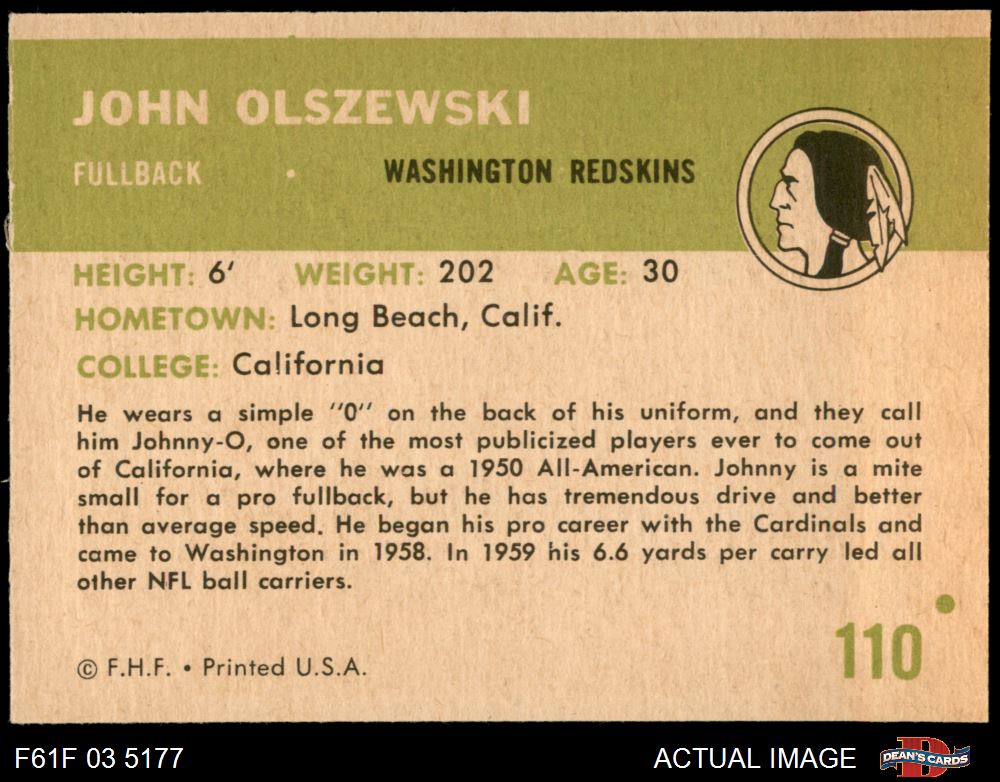 JOHN OLSZEWSKI
FULLBACK • WASHINGTON REDSKINS
HEIGHT: 6' WEIGHT: 202 AGE: 30
HOMETOWN: Long Beach, Calif.
COLLEGE: California
He wears a simple "0" on the back of his uniform, and they call
him Johnny-O, one of the most publicized players ever to come out
of California, where he was a 1950 All-American. Johnny is a mite
small for a pro fullback, but he has tremendous drive and better
than average speed. He began his pro career with the Cardinals and
came to Washington in 1958. In 1959 his 6.6 yards per carry led all
other NFL ball carriers.
110
© F.H.F. • Printed U.S.A.
F61F 03 5177 ACTUAL IMAGE DEAN'S CARDS